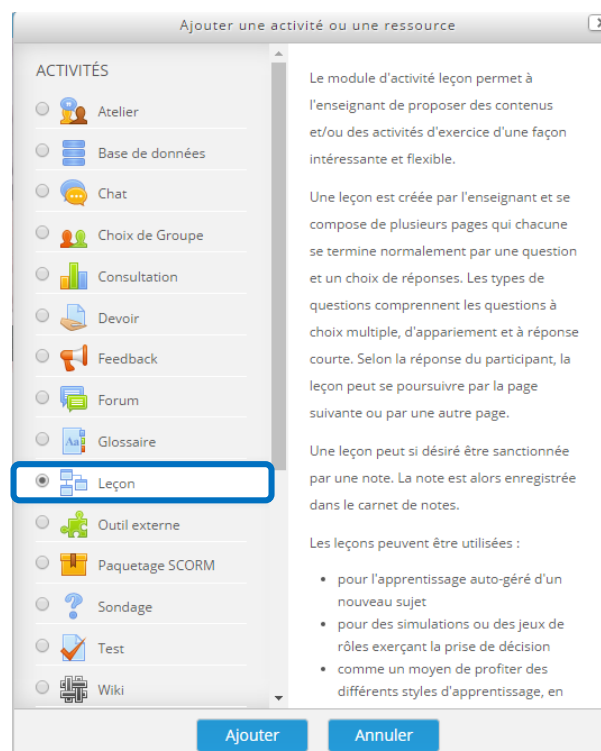 Ajouter une activité ou une ressource
ACTIVITÉS
Atelier
Base de données
Chat
Choix de Groupe
Consultation
Devoir
Feedback
Forum
Glossaire
Leçon
Outil externe
Paquetage SCORM
Sondage
Test
Wiki
Le module d'activité leçon permet à
l'enseignant de proposer des contenus
et/ou des activités d'exercice d'une façon
intéressante et flexible.
Une leçon est créée par l'enseignant et se
compose de plusieurs pages qui chacune
se termine normalement par une question
et un choix de réponses. Les types de
questions comprennent les questions à
choix multiple, d'appariement et à réponse
courte. Selon la réponse du participant, la
leçon peut se poursuivre par la page
suivante ou par une autre page.
Une leçon peut si désiré être sanctionnée
par une note. La note est alors enregistrée
dans le carnet de notes.
Les leçons peuvent être utilisées :
• pour l'apprentissage auto-géré d'un
nouveau sujet
• pour des simulations ou des jeux de
rôles exerçant la prise de décision
• comme un moyen de profiter des
différents styles d'apprentissage, en
Ajouter
Annuler